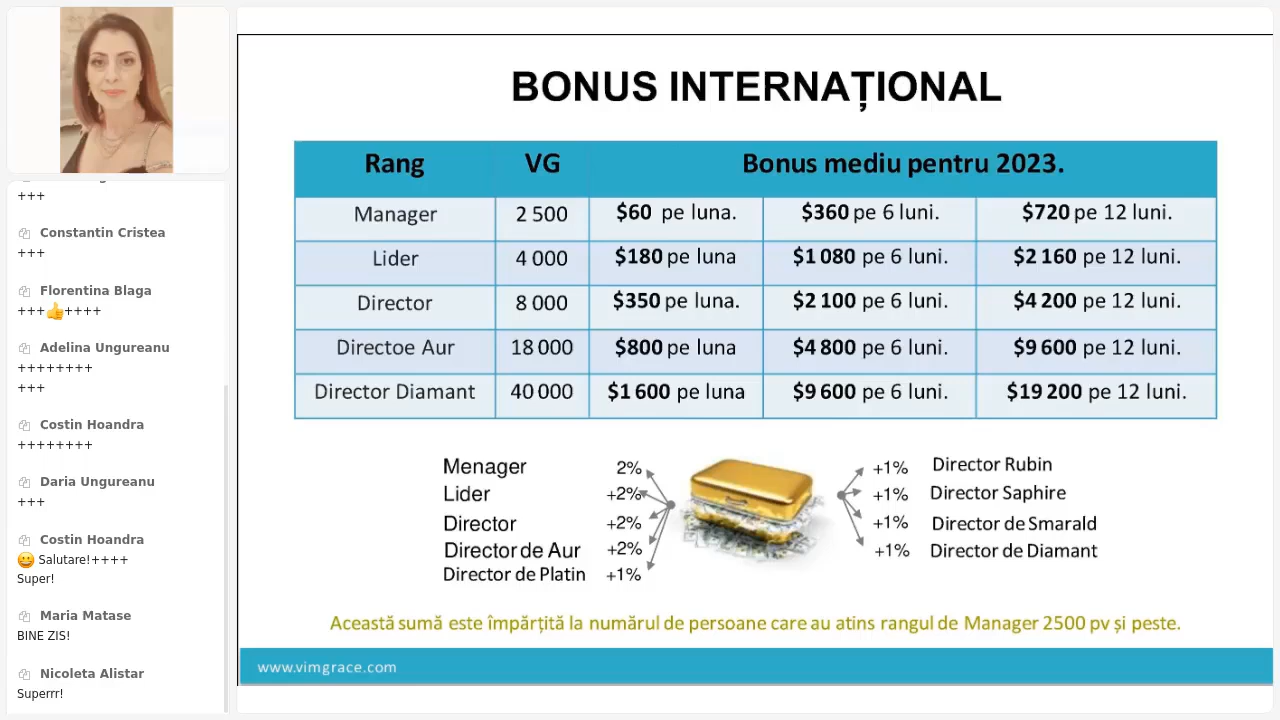 +++
Constantin Cristea
+++
Florentina Blaga
+++👍++++
Adelina Ungureanu
++++++++
+++
Costin Hoandra
++++++++
Daria Ungureanu
+++
Costin Hoandra
😀 Salutare!++++
Super!
Maria Matase
BINE ZIS!
Nicoleta Alistar
Superrr!
BONUS INTERNAȚIONAL
Rang VG Bonus mediu pentru 2023.
Manager 2 500 $60 pe luna. $360 pe 6 luni. $720 pe 12 luni.
Lider 4 000 $180 pe luna $1 080 pe 6 luni. $2 160 pe 12 luni.
Director 8 000 $350 pe luna. $2 100 pe 6 luni. $4 200 pe 12 luni.
Directoe Aur 18 000 $800 pe luna $4 800 pe 6 luni. $9 600 pe 12 luni.
Director Diamant 40 000 $1 600 pe luna $9 600 pe 6 luni. $19 200 pe 12 luni.
Menager 2%
Lider +2%
Director +2%
Director de Aur +2%
Director de Platin +1%
+1% Director Rubin
+1% Director Saphire
+1% Director de Smarald
+1% Director de Diamant
Această sumă este împărțită la numărul de persoane care au atins rangul de Manager 2500 pv și peste.
www.vimgrace.com